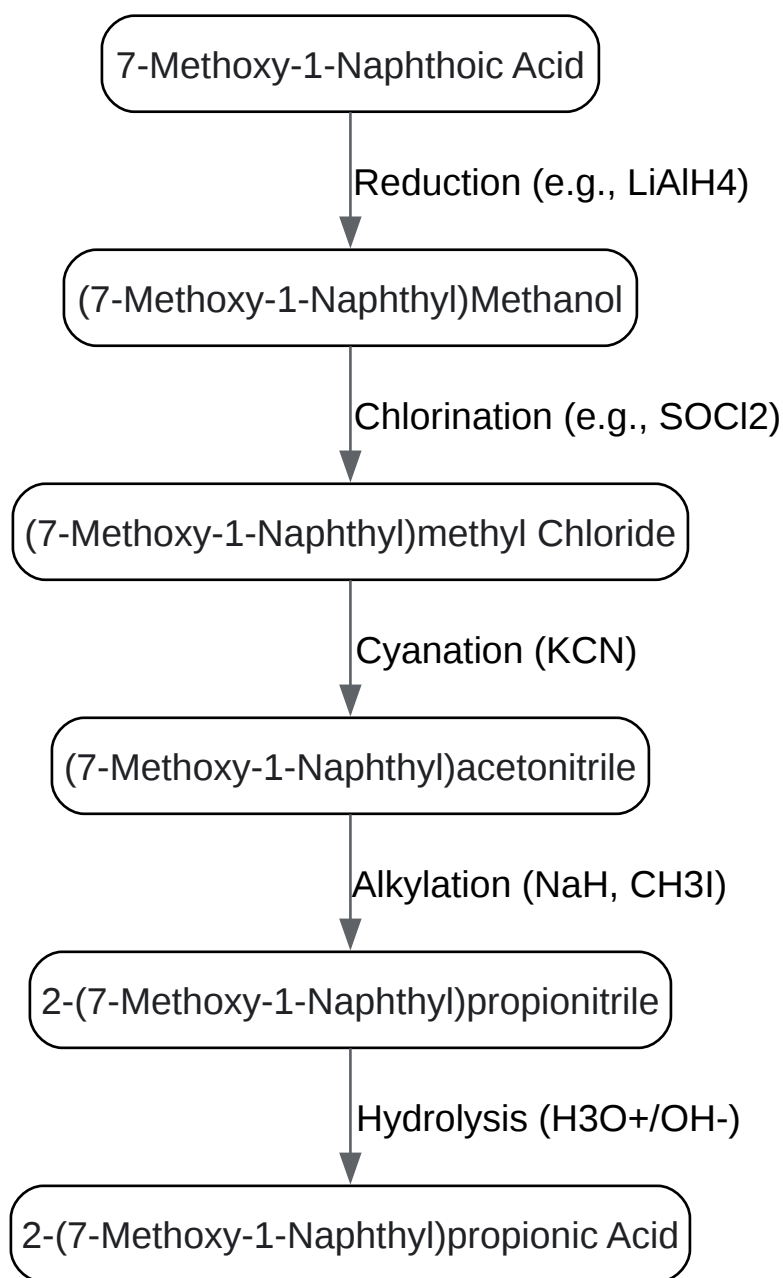 7-Methoxy-1-Naphthoic Acid
Reduction (e.g., LiAlH4)
(7-Methoxy-1-Naphthyl)Methanol
Chlorination (e.g., SOCl2)
(7-Methoxy-1-Naphthyl)methyl Chloride
Cyanation (KCN)
(7-Methoxy-1-Naphthyl)acetonitrile
Alkylation (NaH, CH3I)
2-(7-Methoxy-1-Naphthyl)propionitrile
Hydrolysis (H3O+/OH-)
2-(7-Methoxy-1-Naphthyl)propionic Acid